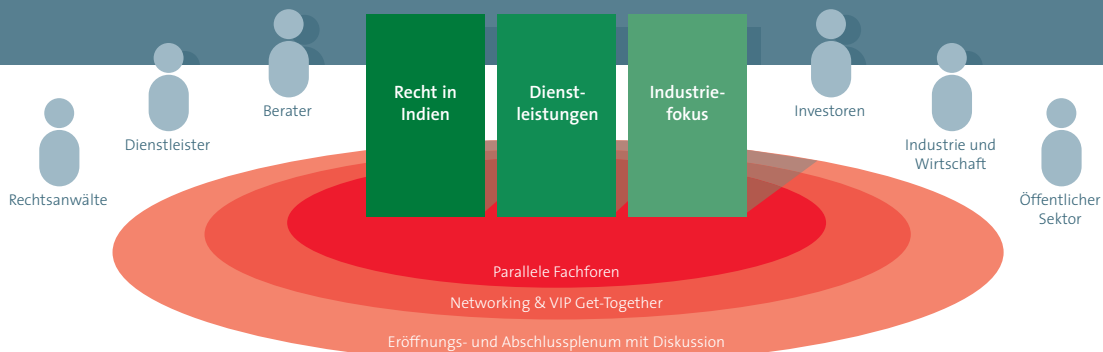 Recht in
Indien
Dienst-
leistungen
Industrie-
fokus
Berater
Investoren
Dienstleister
Industrie und
Wirtschaft
Rechtsanwälte
Öffentlicher
Sektor
Parallele Fachforen
Networking & VIP Get-Together
Eröffnungs- und Abschlussplenum mit Diskussion